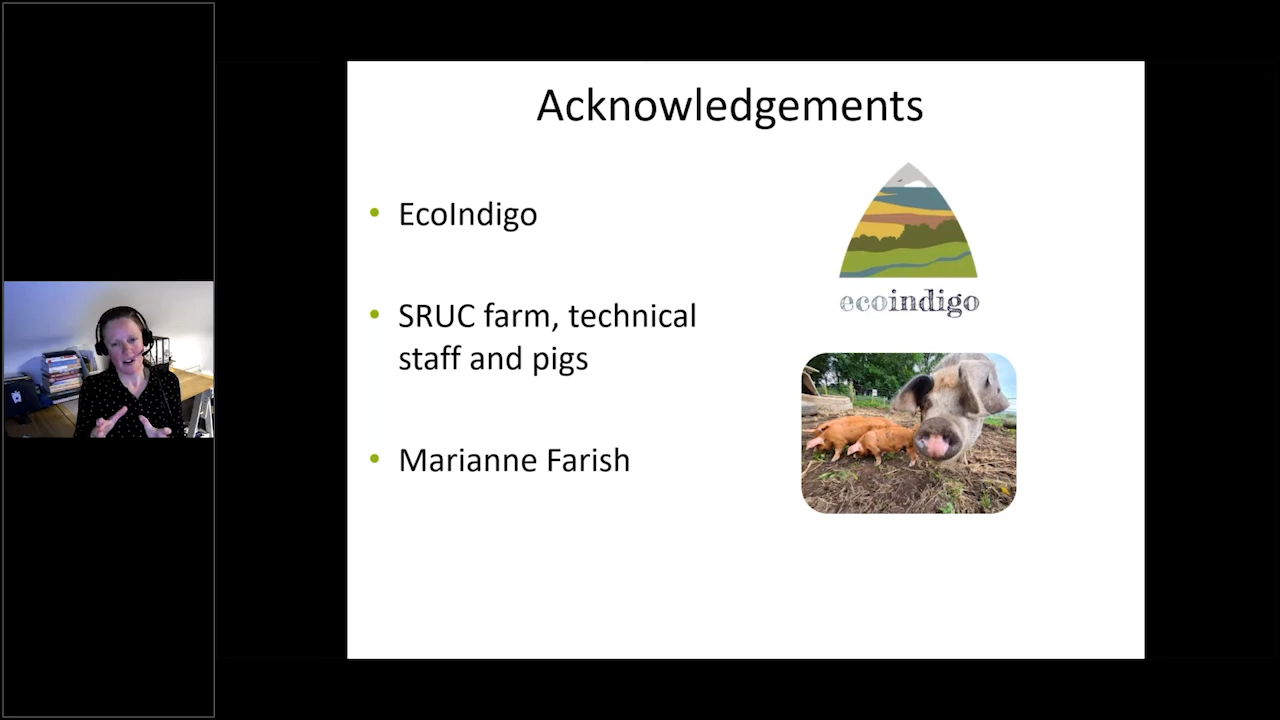 Acknowledgements
• EcoIndigo
• SRUC farm, technical
staff and pigs
• Marianne Farish
ecoindigo